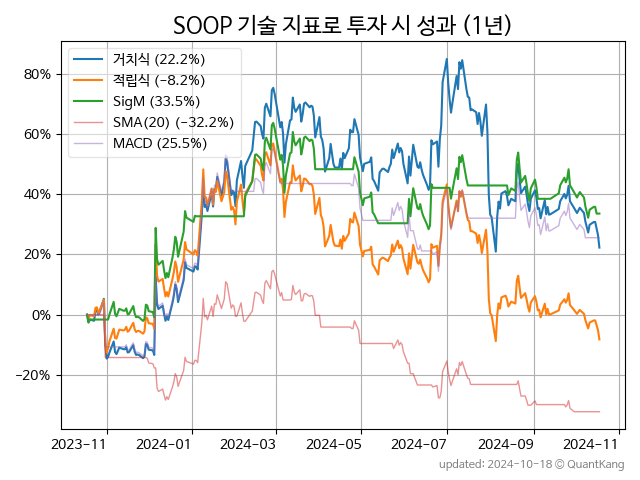 SOOP 기술 지표로 투자 시 성과 (1년)
거치식 (22.2%)
적립식 (−8.2%)
SigM (33.5%)
SMA(20) (−32.2%)
MACD (25.5%)
80%
60%
40%
20%
0%
−20%
2023-11 2024-01 2024-03 2024-05 2024-07 2024-09 2024-11
updated: 2024-10-18 © QuantKang